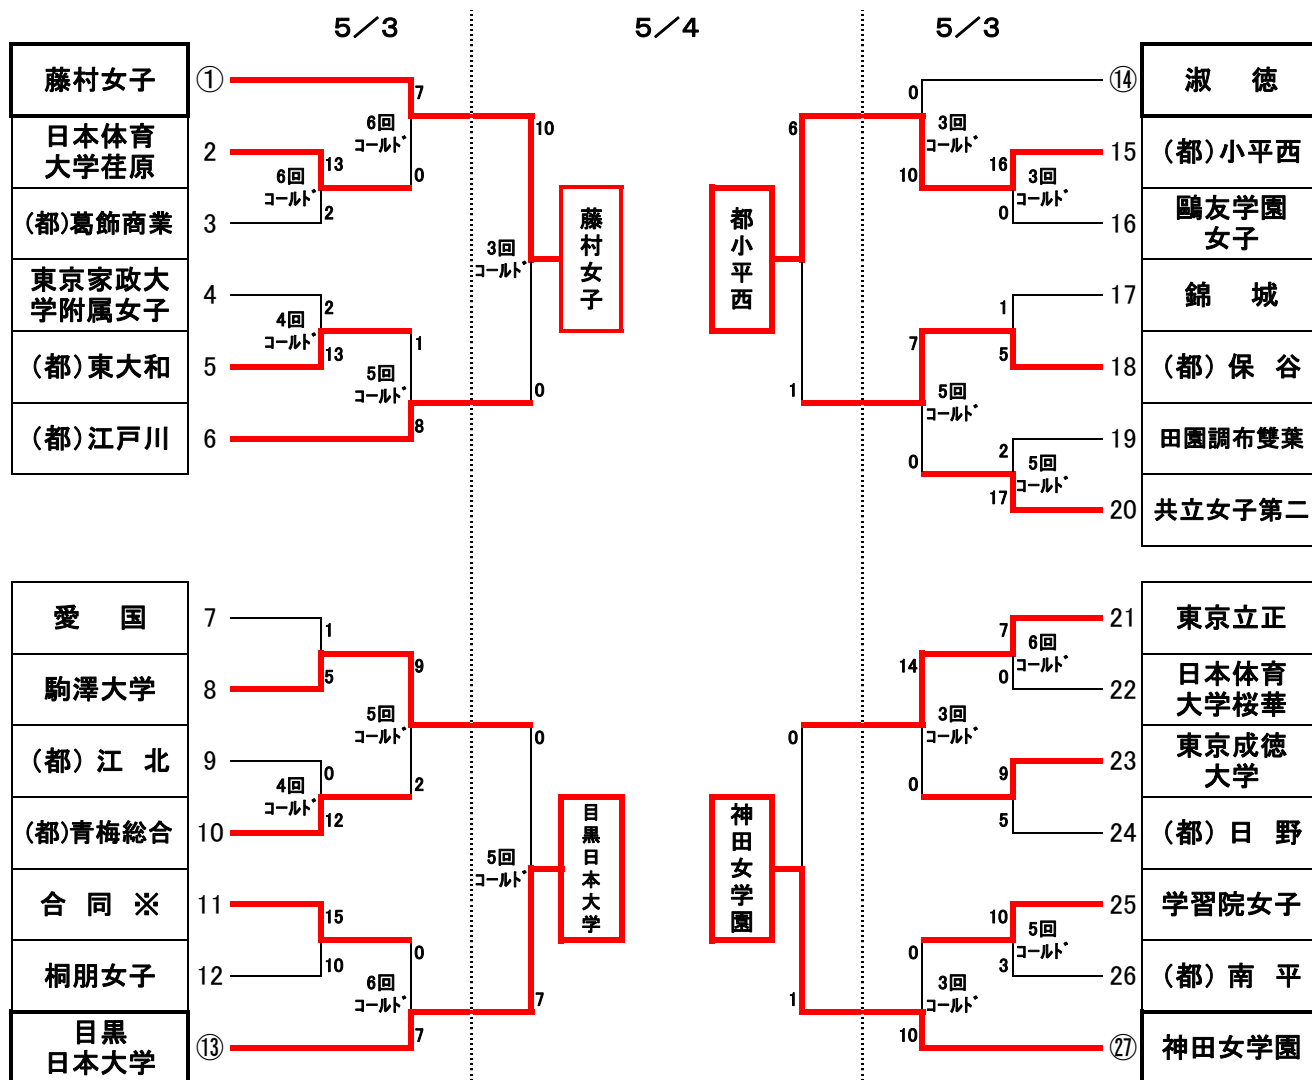 5／3
5／4
5／3
藤村女子
①
日本体育
大学荏原
2
(都)葛飾商業
3
東京家政大
学附属女子
4
(都)東大和
5
(都)江戸川
6
7
6回
コールド
0
13
6回
コールド
2
2
4回
コールド
13
1
5回
コールド
8
10
3回
コールド
0
藤村女子
愛　国
7
駒澤大学
8
(都)江 北
9
(都)青梅総合
10
合 同 ※
11
桐朋女子
12
目黒
日本大学
⑬
1
5
9
5回
コールド
2
0
4回
コールド
12
15
10
0
6回
コールド
7
0
5回
コールド
7
目黒日本大学
⑭
淑　徳
15
(都)小平西
16
鷗友学園
女子
17
錦　城
18
(都)保 谷
19
田園調布雙葉
20
共立女子第二
0
3回
コールド
10
16
3回
コールド
0
1
5
7
5回
コールド
0
2
5回
コールド
17
6
1
都小平西
21
東京立正
22
日本体育
大学桜華
23
東京成徳
大学
24
(都)日 野
25
学習院女子
26
(都)南 平
㉗
神田女学園
7
6回
コールド
0
14
3回
コールド
0
9
5
10
5回
コールド
3
0
3回
コールド
10
0
1
神田女学園